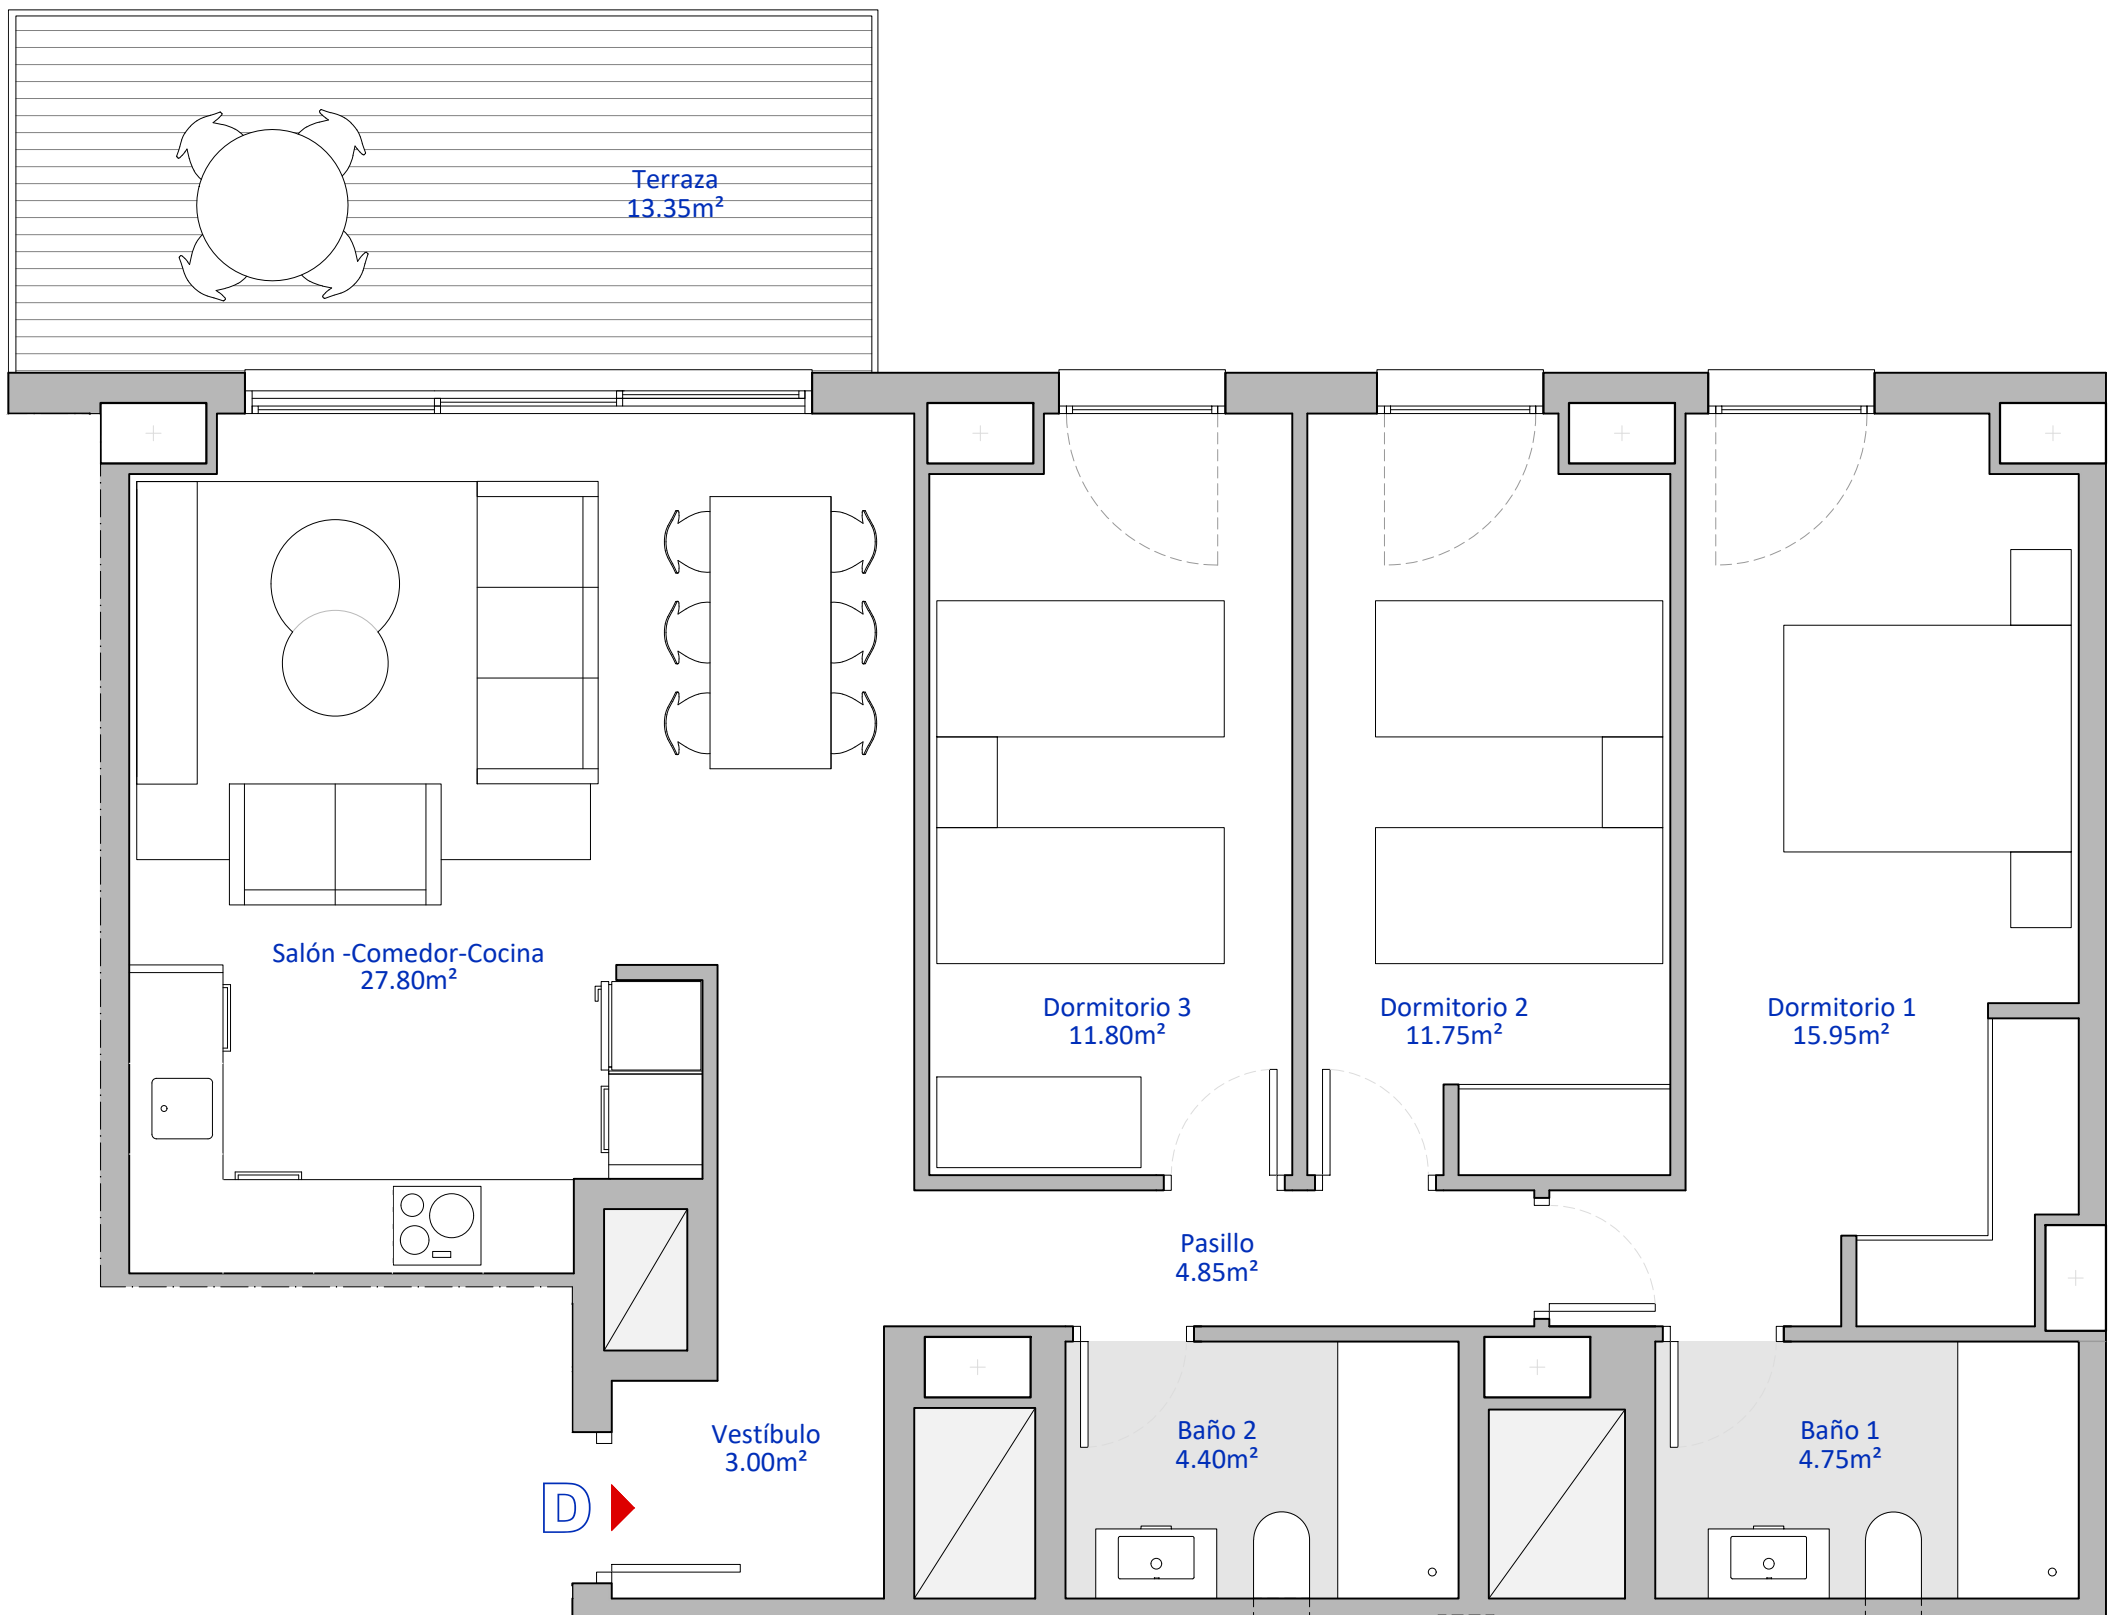 Terraza
13.35m²
Salón -Comedor-Cocina
27.80m²
Dormitorio 3
11.80m²
Dormitorio 2
11.75m²
Dormitorio 1
15.95m²
Pasillo
4.85m²
Vestíbulo
3.00m²
Baño 2
4.40m²
Baño 1
4.75m²
D